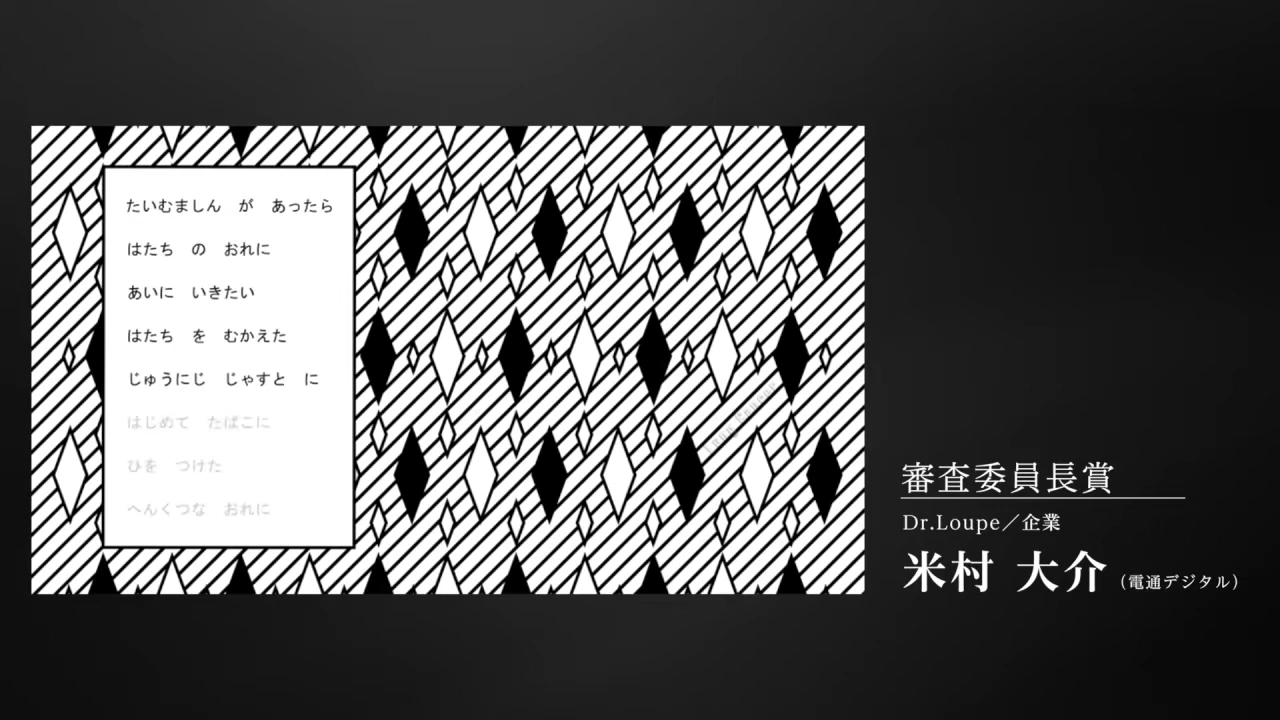 たいむましん　が　あったら
はたち　の　おれに
あいに　いきたい
はたち　を　むかえた
じゅうにじ　じゃすと　に
はじめて　たばこに
ひを　つけた
へんくつな　おれに
審査委員長賞
Dr.Loupe／企業
米村 大介（電通デジタル）